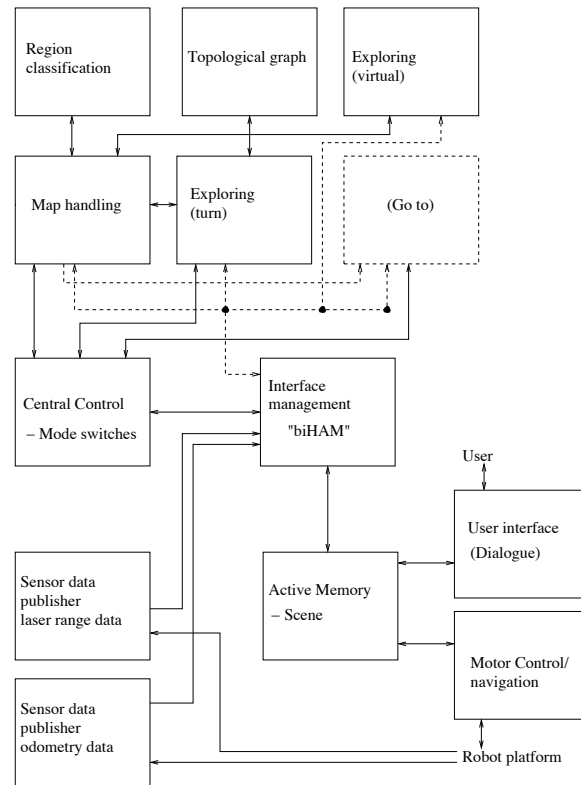 Region
classification
Topological graph
Exploring
(virtual)
Map handling
Exploring
(turn)
(Go to)
Central Control
– Mode switches
Interface
management
"biHAM"
User
User interface
(Dialogue)
Sensor data
publisher
laser range data
Active Memory
– Scene
Motor Control/
navigation
Sensor data
publisher
odometry data
Robot platform